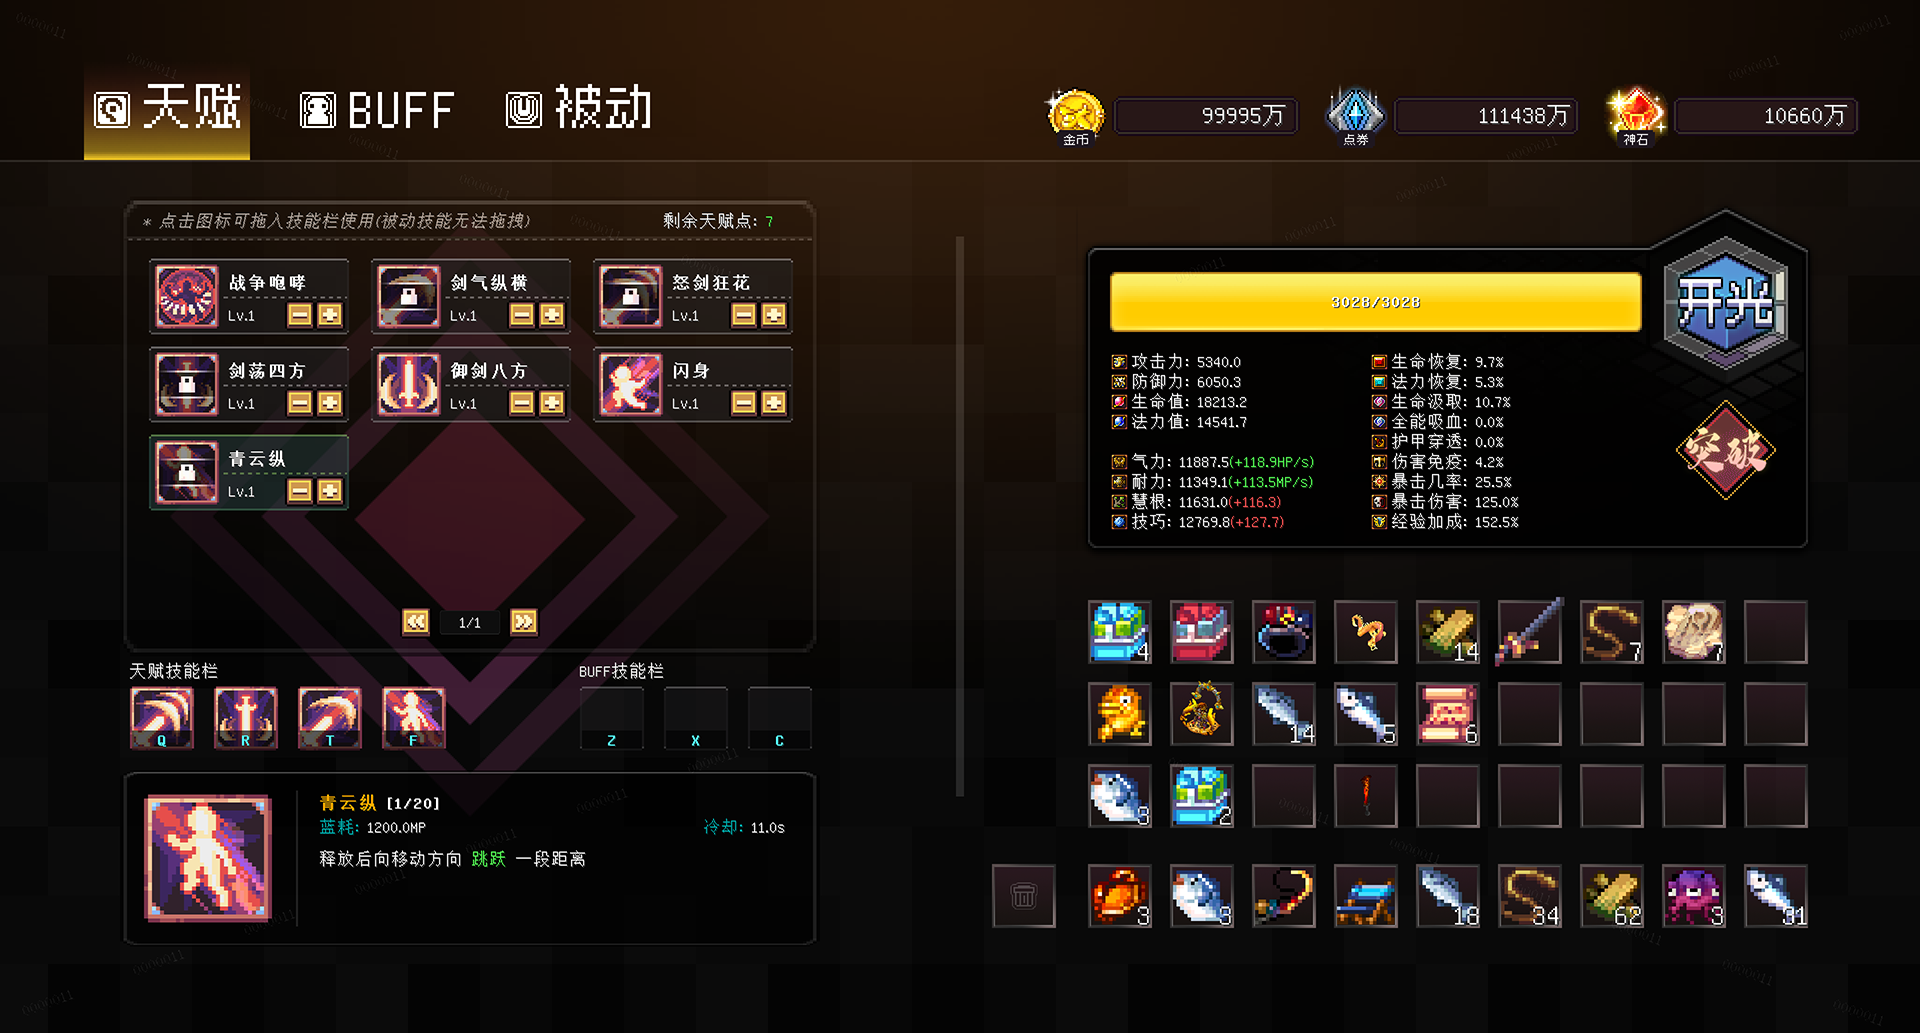 天赋 BUFF 被动
金币 99995万 点券 111438万 神石 10660万
* 点击图标可拖入技能栏使用(被动技能无法拖拽) 剩余天赋点: 7
战争咆哮 Lv.1
剑气纵横 Lv.1
怒剑狂花 Lv.1
剑荡四方 Lv.1
御剑八方 Lv.1
闪身 Lv.1
青云纵 Lv.1
1/1
天赋技能栏
Q R T F
BUFF技能栏
Z X C
青云纵 [1/20]
蓝耗: 1200.0MP 冷却: 11.0s
释放后向移动方向 跳跃 一段距离
3028/3028
开光
突破
攻击力: 5340.0
防御力: 6050.3
生命值: 18213.2
法力值: 14541.7
气力: 11887.5(+118.9HP/s)
耐力: 11349.1(+113.5MP/s)
慧根: 11631.0(+116.3)
技巧: 12769.8(+127.7)
生命恢复: 9.7%
法力恢复: 5.3%
生命汲取: 10.7%
全能吸血: 0.0%
护甲穿透: 0.0%
伤害免疫: 4.2%
暴击几率: 25.5%
暴击伤害: 125.0%
经验加成: 152.5%
4 14 7 7
14 5 6
3 2
3 3 18 34 62 3 31
0000011